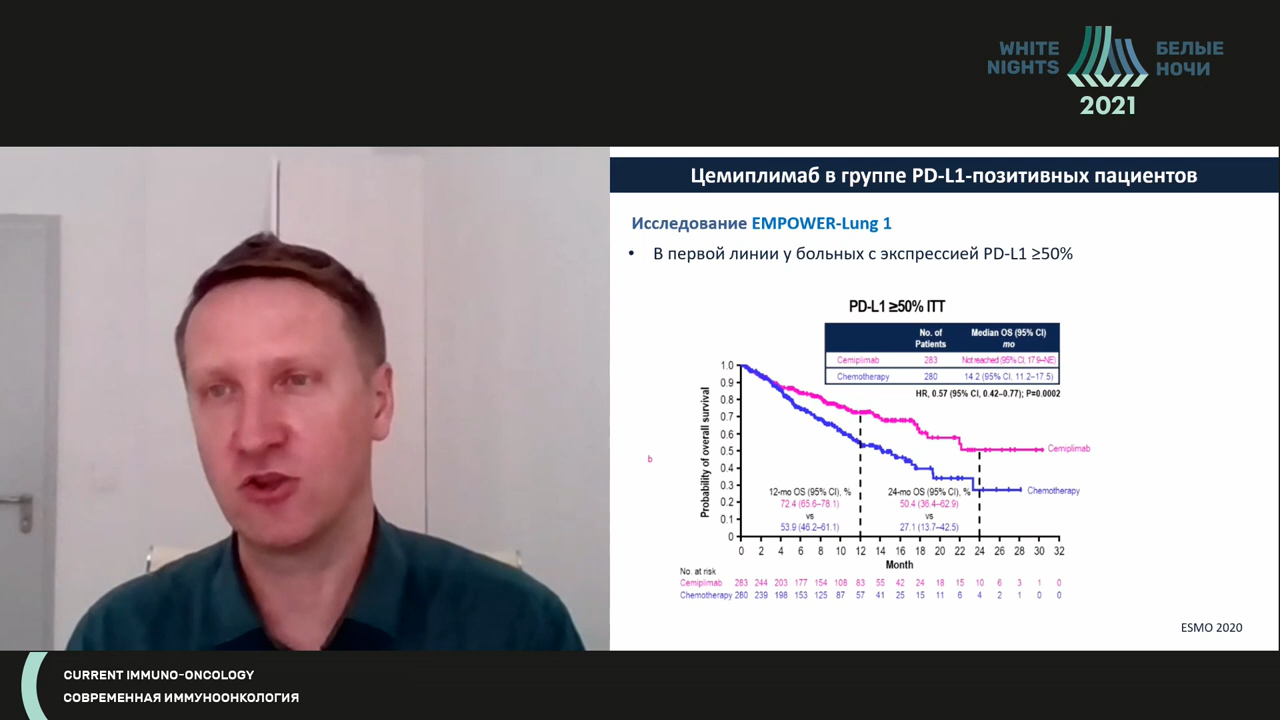 WHITE NIGHTS
БЕЛЫЕ НОЧИ
2021
Цемиплимаб в группе PD-L1-позитивных пациентов
Исследование EMPOWER-Lung 1
• В первой линии у больных с экспрессией PD-L1 ≥50%
PD-L1 ≥50% ITT
No. of Patients Median OS (95% CI) mo
Cemiplimab 283 Not reached (95% CI, 17.9–NE)
Chemotherapy 280 14.2 (95% CI, 11.2–17.5)
HR, 0.57 (95% CI, 0.42–0.77); P=0.0002
Probability of overall survival
1.0
0.9
0.8
0.7
0.6
0.5
0.4
0.3
0.2
0.1
0
b
Cemiplimab
Chemotherapy
12-mo OS (95% CI), %
72.4 (65.6–78.1)
vs
53.9 (46.2–61.1)
24-mo OS (95% CI), %
50.4 (36.4–62.9)
vs
27.1 (13.7–42.5)
0 2 4 6 8 10 12 14 16 18 20 22 24 26 28 30 32
Month
No. at risk
Cemiplimab 283 244 203 177 154 108 83 55 42 24 18 15 10 6 3 1 0
Chemotherapy 280 239 198 153 125 87 57 41 25 15 11 6 4 2 1 0 0
ESMO 2020
CURRENT IMMUNO-ONCOLOGY
СОВРЕМЕННАЯ ИММУНООНКОЛОГИЯ